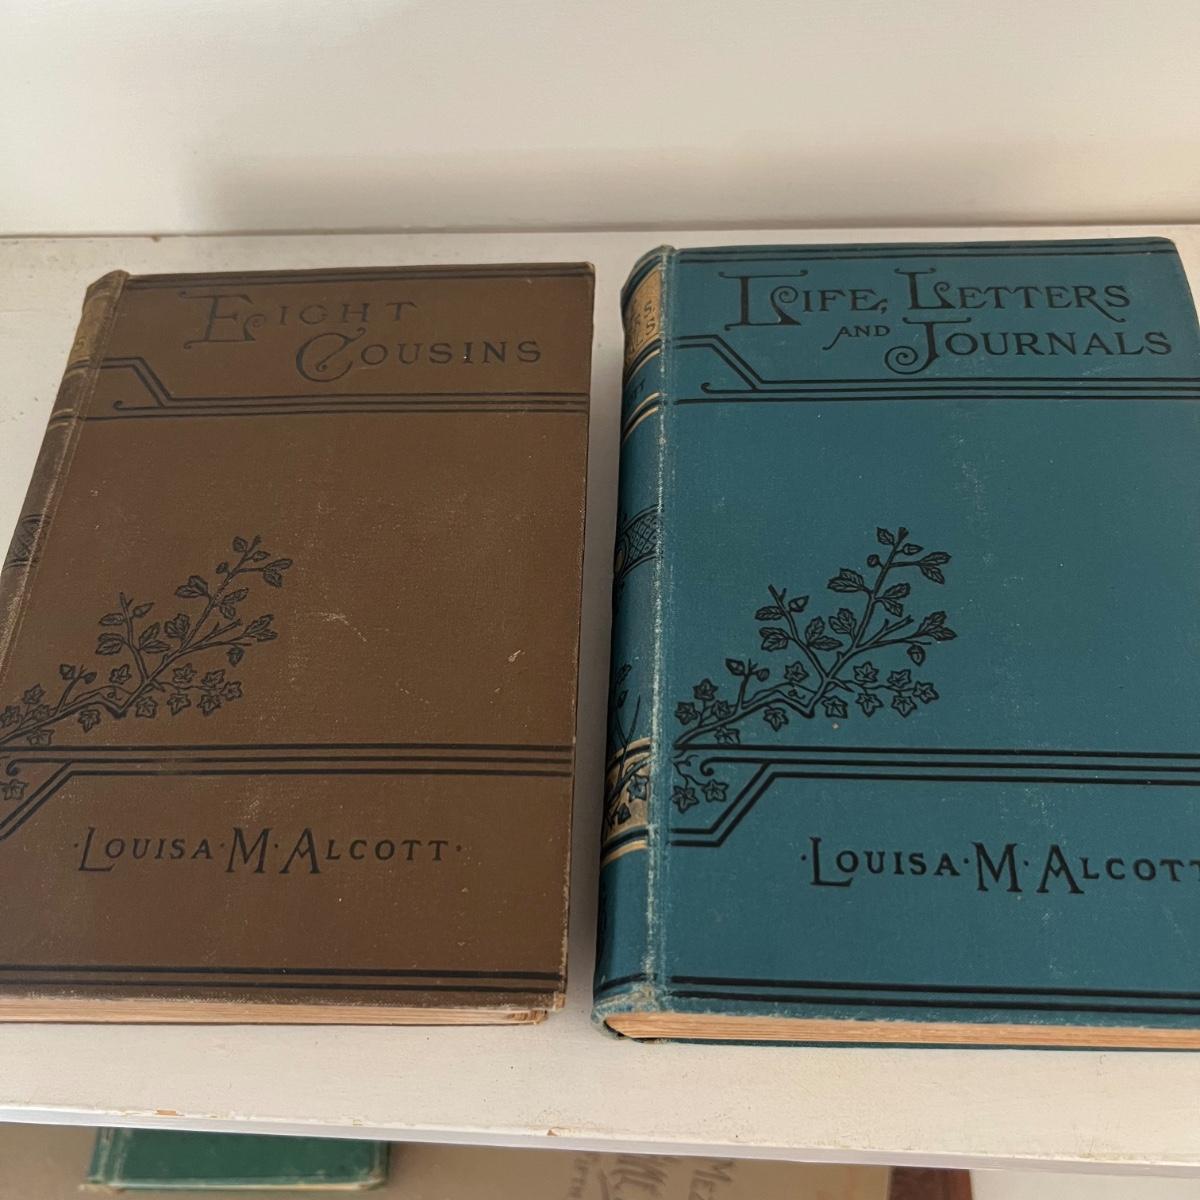 EIGHT
COUSINS
·LOUISA·M·ALCOTT·
LIFE, LETTERS
AND JOURNALS
·LOUISA·M·ALCOTT